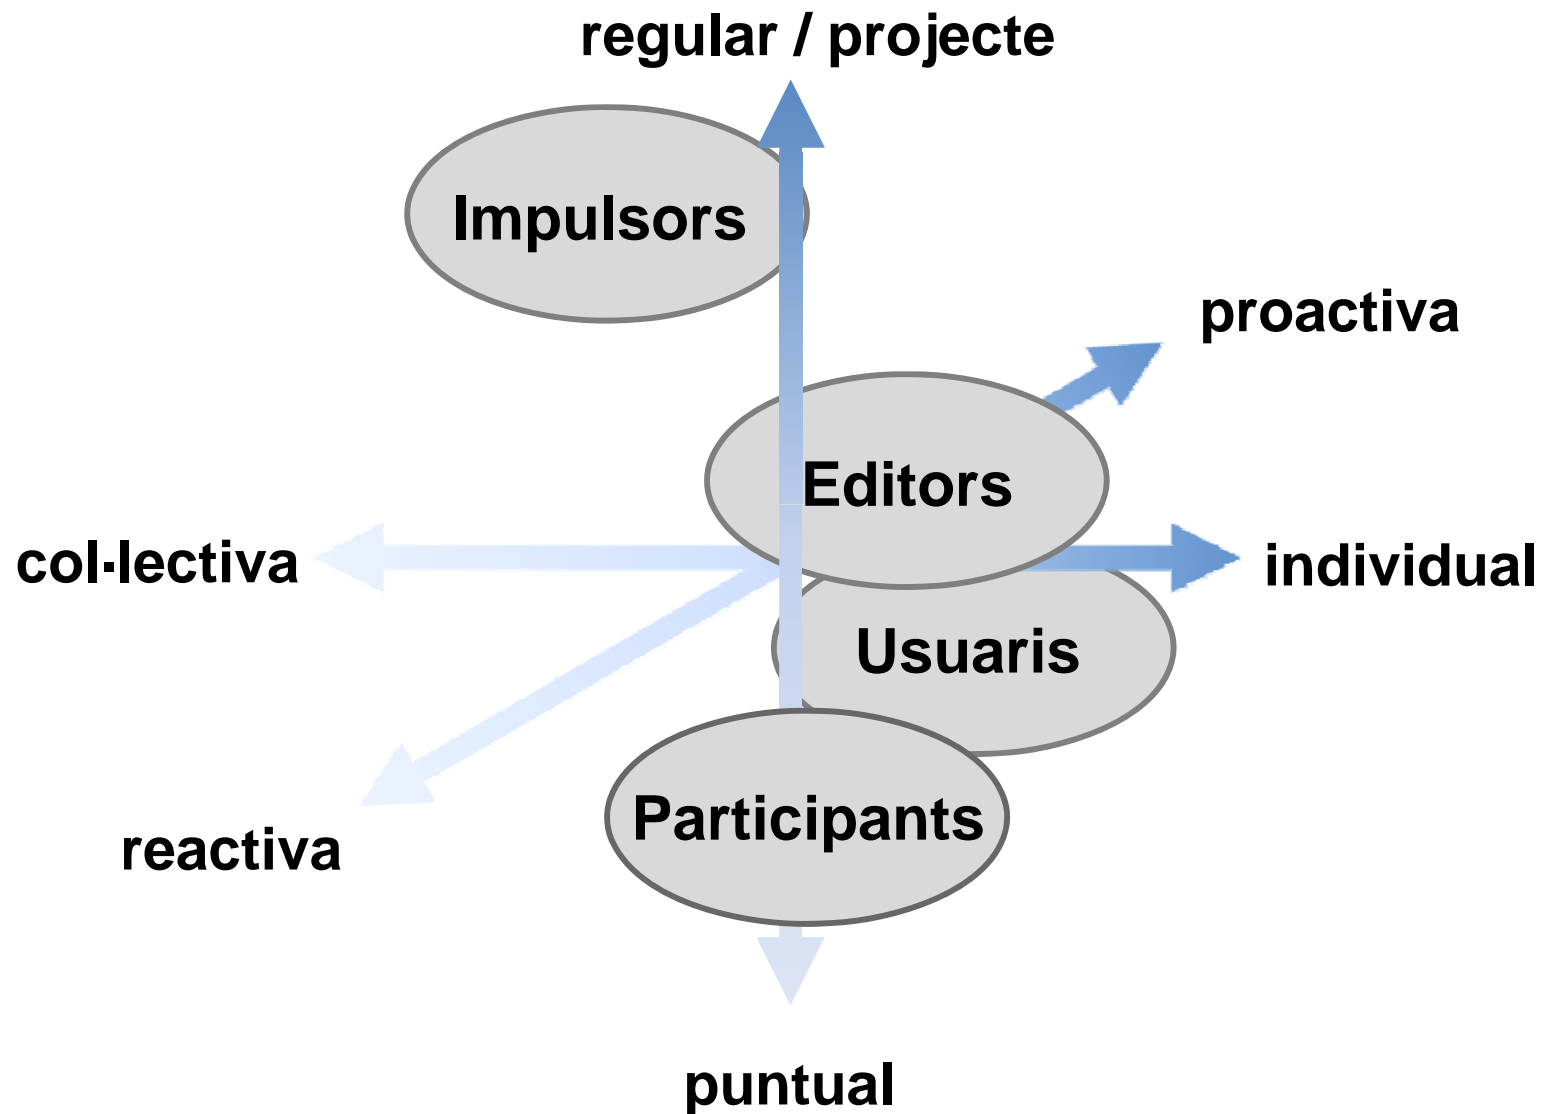 regular / projecte
Impulsors
proactiva
Editors
col·lectiva
individual
Usuaris
Participants
reactiva
puntual